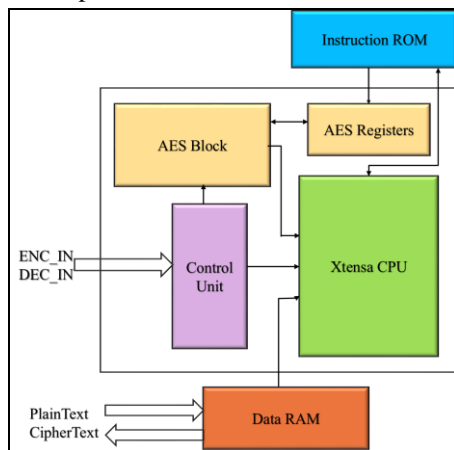 Instruction ROM
AES Block
AES Registers
ENC_IN
DEC_IN
Control
Unit
Xtensa CPU
PlainText
CipherText
Data RAM